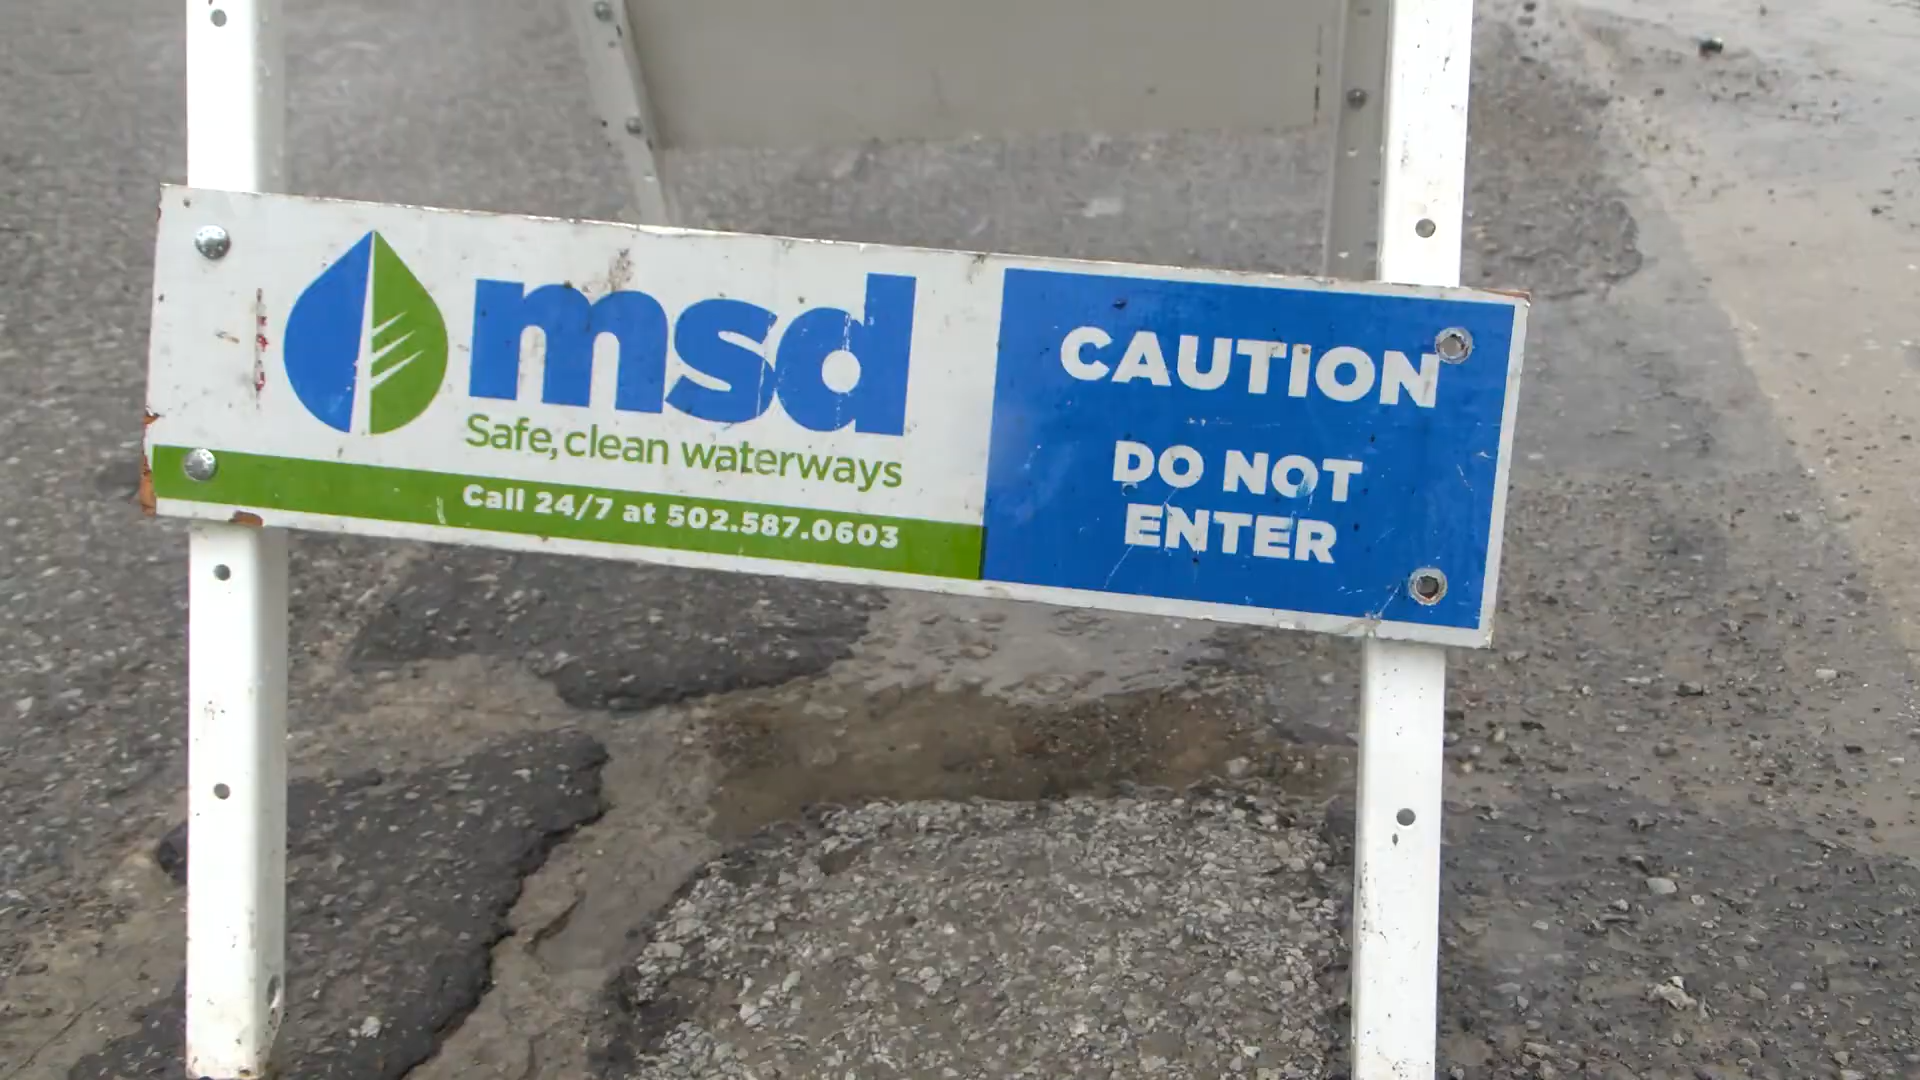 msd
Safe, clean waterways
Call 24/7 at 502.587.0603
CAUTION
DO NOT
ENTER